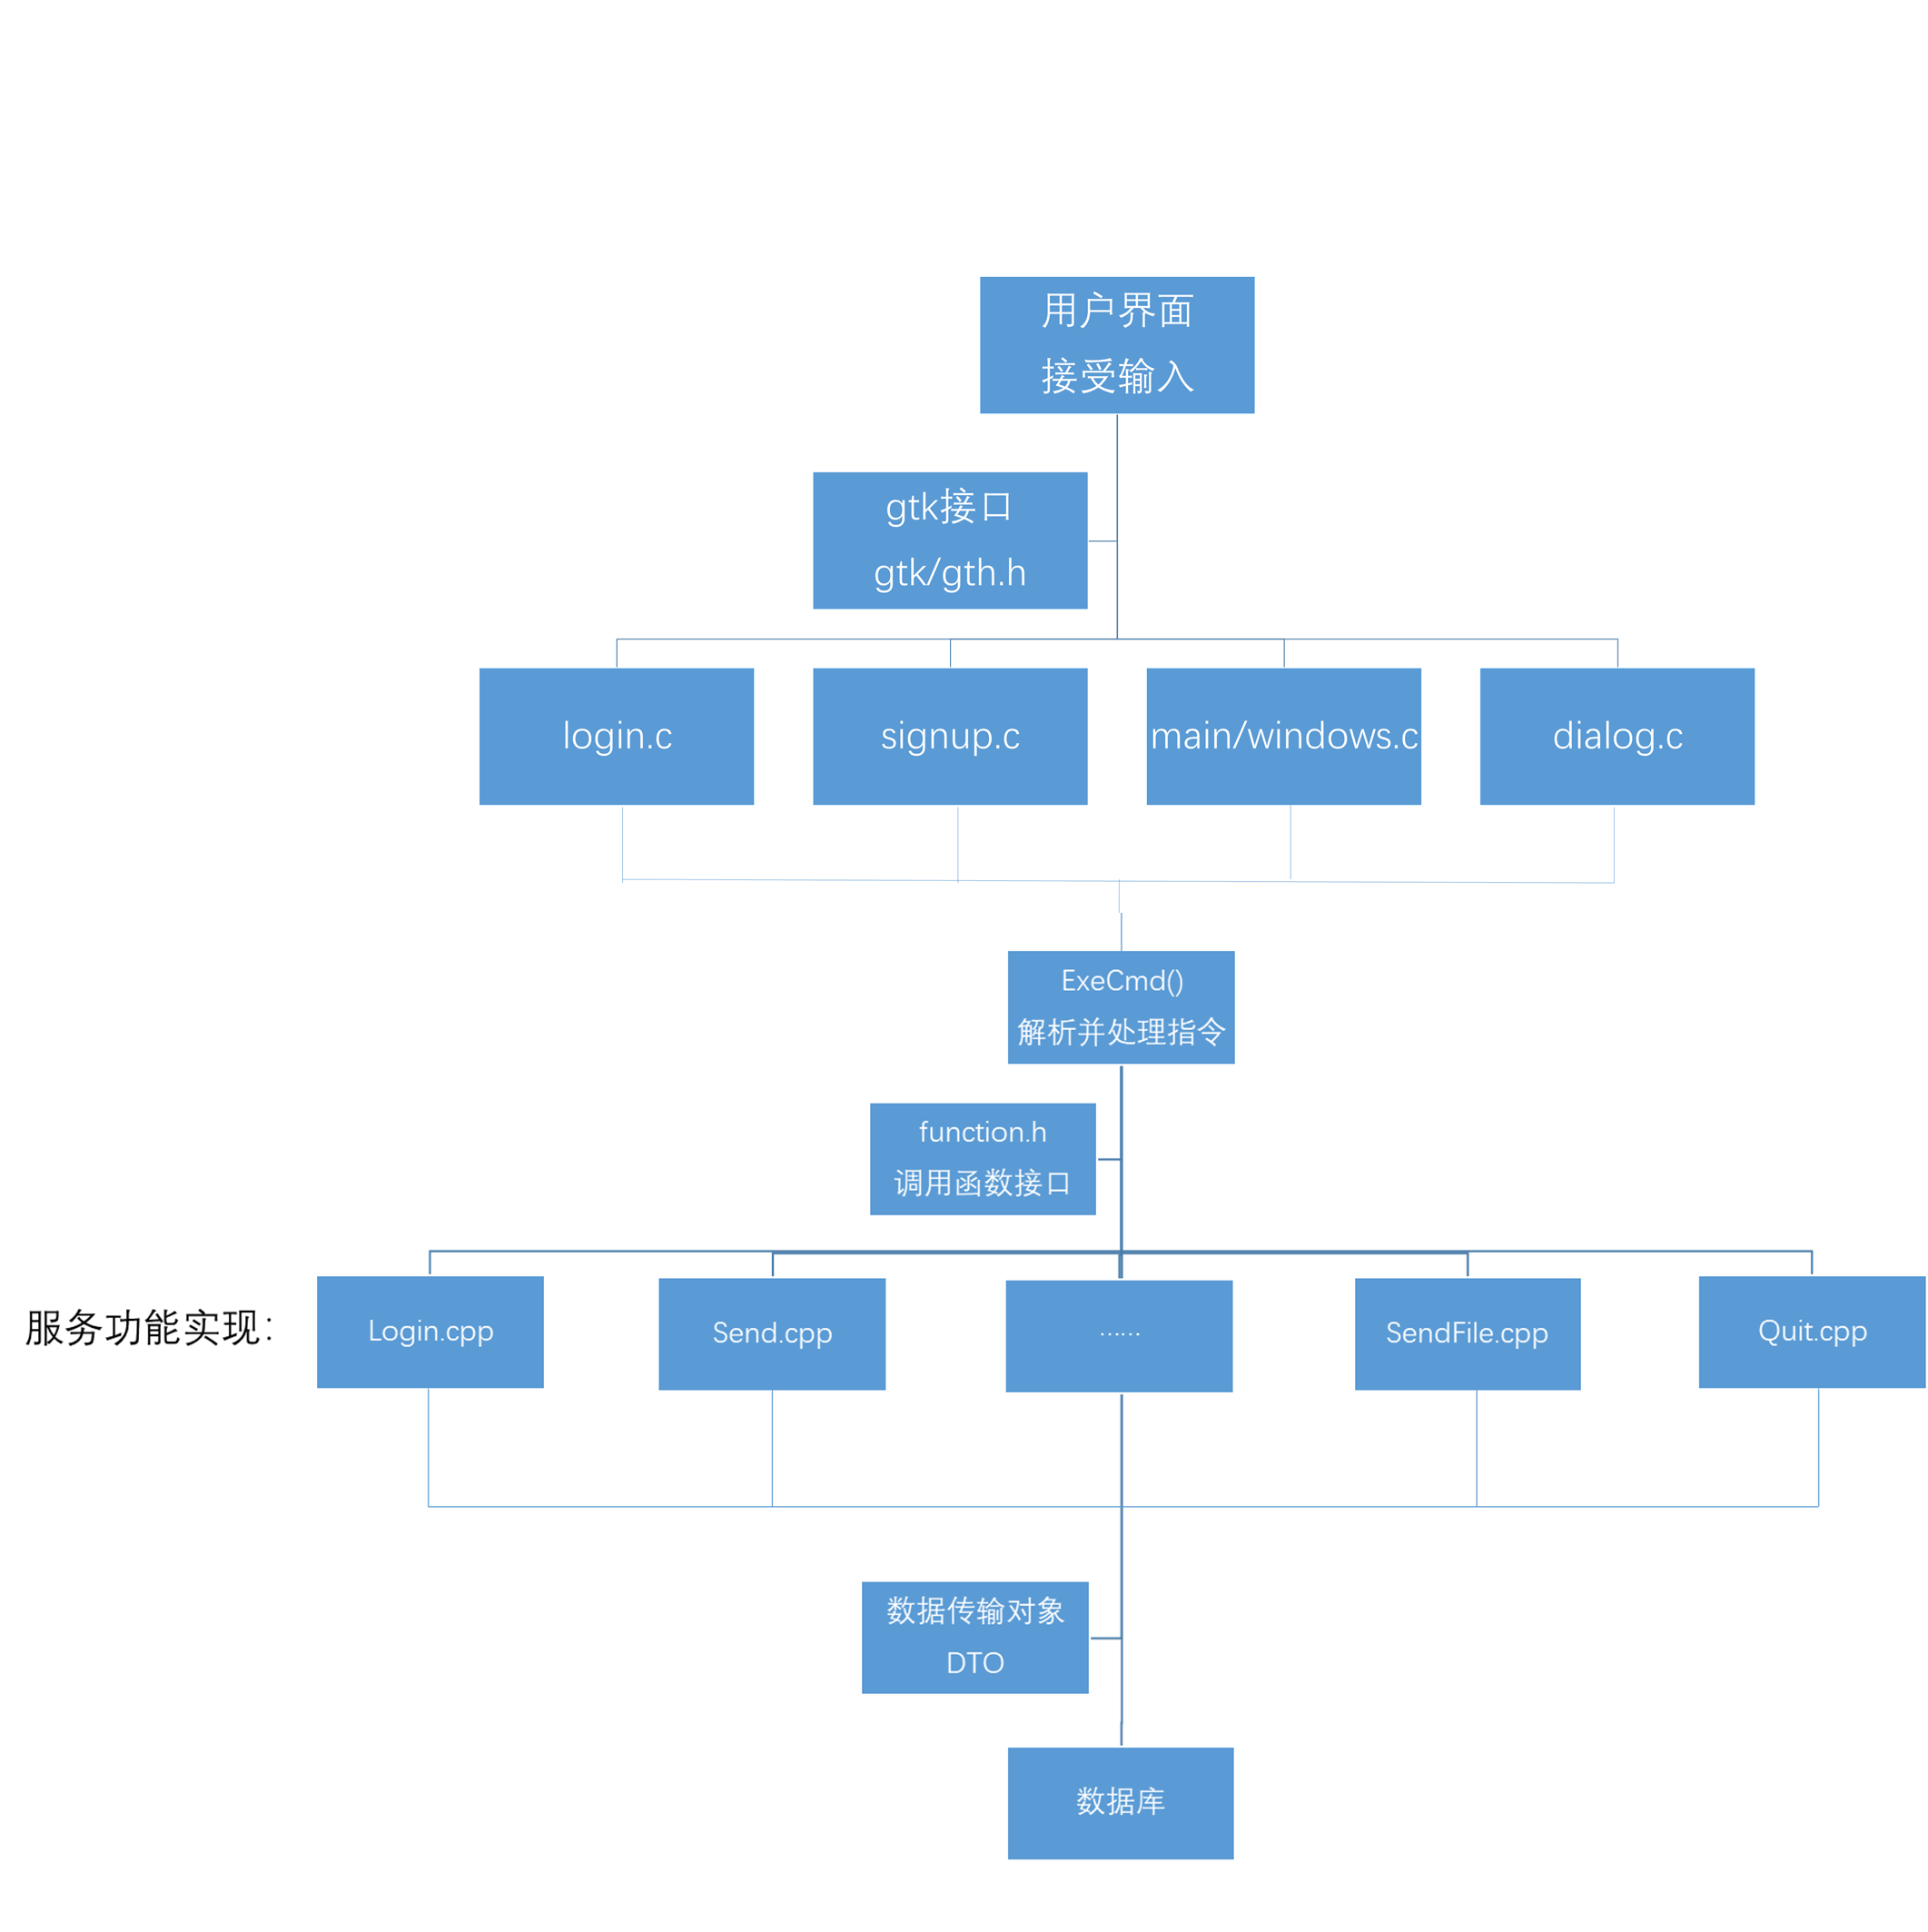 用户界面
接受输入
gtk接口
gtk/gth.h
login.c
signup.c
main/windows.c
dialog.c
ExeCmd()
解析并处理指令
function.h
调用函数接口
服务功能实现：
Login.cpp
Send.cpp
……
SendFile.cpp
Quit.cpp
数据传输对象
DTO
数据库